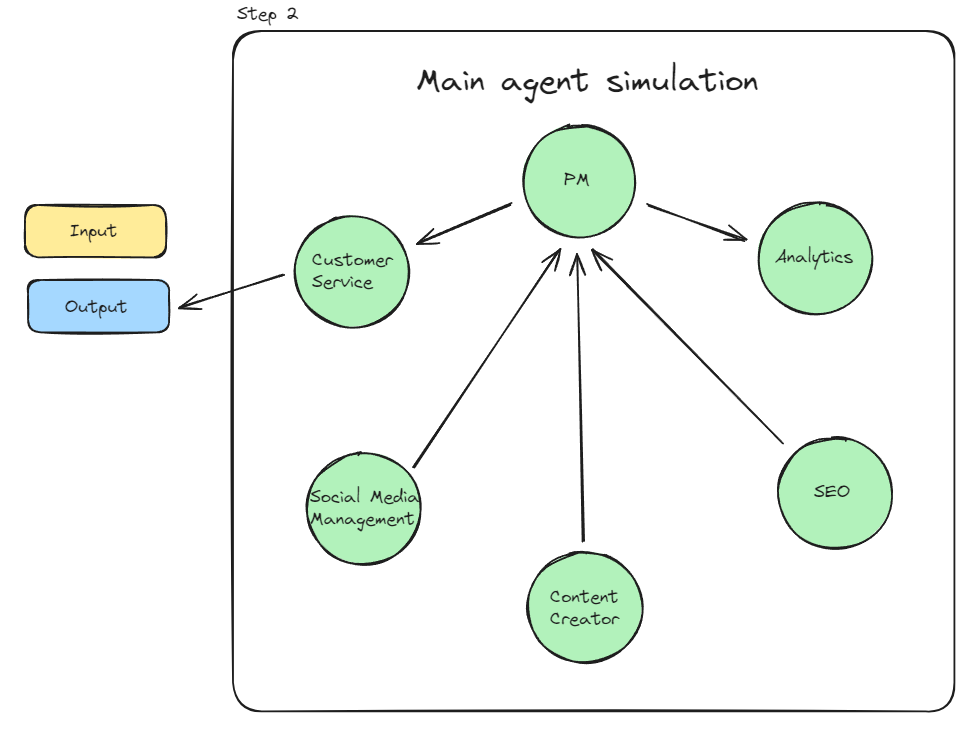 Step 2
Main agent simulation
PM
Input
Output
Customer
Service
Analytics
Social Media
Management
SEO
Content
Creator